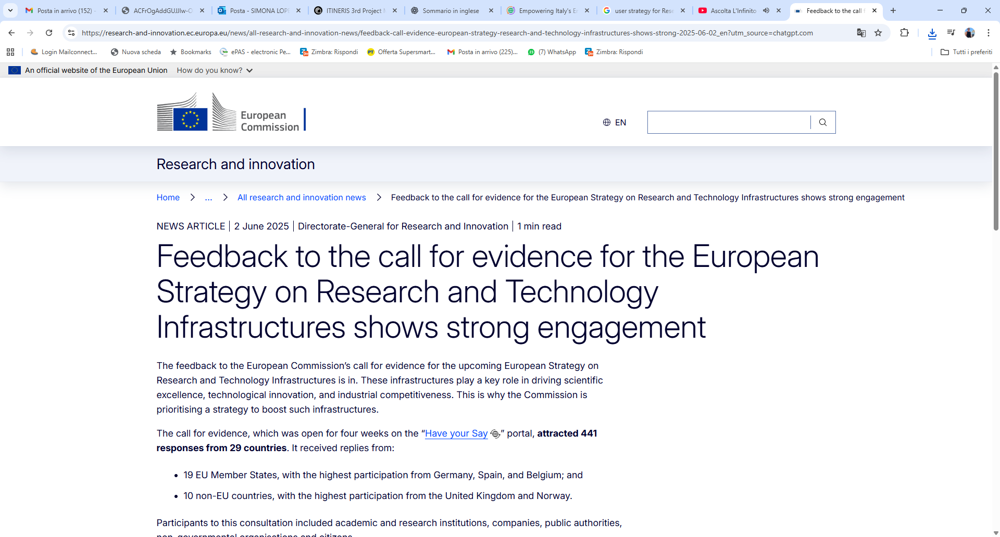 Posta in arrivo (152) -
ACFrOgAddGUJJlw-O
Posta - SIMONA LOPE
ITINERIS 3rd Project M
Sommario in inglese
Empowering Italy's En
user strategy for Rese
Ascolta L'Infinito
Feedback to the call f
https://research-and-innovation.ec.europa.eu/news/all-research-and-innovation-news/feedback-call-evidence-european-strategy-research-and-technology-infrastructures-shows-strong-2025-06-02_en?utm_source=chatgpt.com
Login Mailconnect...
Nuova scheda
Bookmarks
ePAS - electronic Pe...
Zimbra: Rispondi
Offerta Supersmart...
Posta in arrivo (225)...
(7) WhatsApp
Zimbra: Rispondi
Tutti i preferiti
An official website of the European Union How do you know?
European
Commission
EN
Research and innovation
Home > ... > All research and innovation news > Feedback to the call for evidence for the European Strategy on Research and Technology Infrastructures shows strong engagement
NEWS ARTICLE | 2 June 2025 | Directorate-General for Research and Innovation | 1 min read
Feedback to the call for evidence for the European
Strategy on Research and Technology
Infrastructures shows strong engagement
The feedback to the European Commission’s call for evidence for the upcoming European Strategy on
Research and Technology Infrastructures is in. These infrastructures play a key role in driving scientific
excellence, technological innovation, and industrial competitiveness. This is why the Commission is
prioritising a strategy to boost such infrastructures.
The call for evidence, which was open for four weeks on the “Have your Say” portal, attracted 441
responses from 29 countries. It received replies from:
• 19 EU Member States, with the highest participation from Germany, Spain, and Belgium; and
• 10 non-EU countries, with the highest participation from the United Kingdom and Norway.
Participants to this consultation included academic and research institutions, companies, public authorities,
non-governmental organisations and citizens.